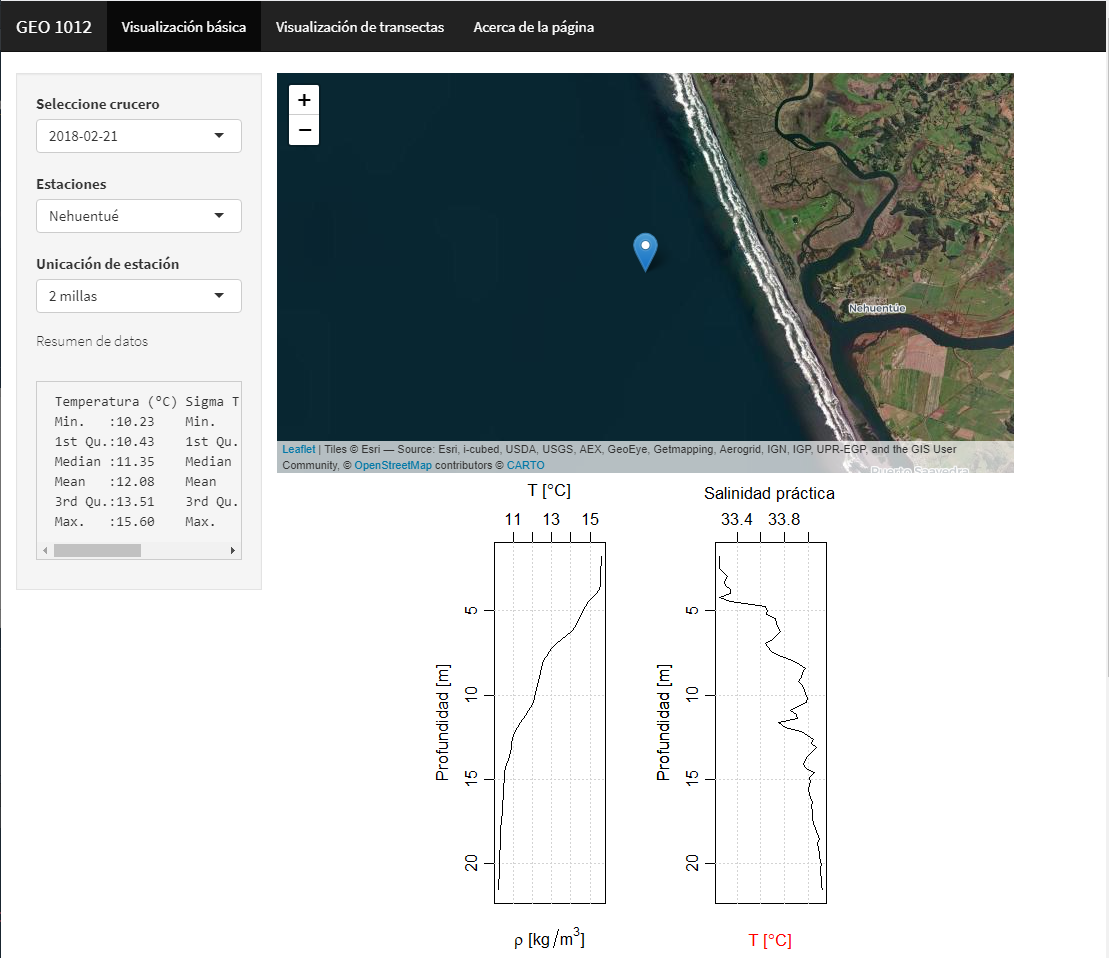 GEO 1012 Visualización básica Visualización de transectas Acerca de la página
Seleccione crucero
2018-02-21
Estaciones
Nehuentué
Unicación de estación
2 millas
Resumen de datos
Temperatura (°C) Sigma T
Min. :10.23 Min.
1st Qu.:10.43 1st Qu.
Median :11.35 Median
Mean :12.08 Mean
3rd Qu.:13.51 3rd Qu.
Max. :15.60 Max.
+
−
Nehuentúe
Puerto Saavedra
Leaflet | Tiles © Esri — Source: Esri, i-cubed, USDA, USGS, AEX, GeoEye, Getmapping, Aerogrid, IGN, IGP, UPR-EGP, and the GIS User
Community, © OpenStreetMap contributors © CARTO
T [°C]
11 13 15
Profundidad [m]
5
10
15
20
ρ [kg/m³]
Salinidad práctica
33.4 33.8
Profundidad [m]
5
10
15
20
T [°C]